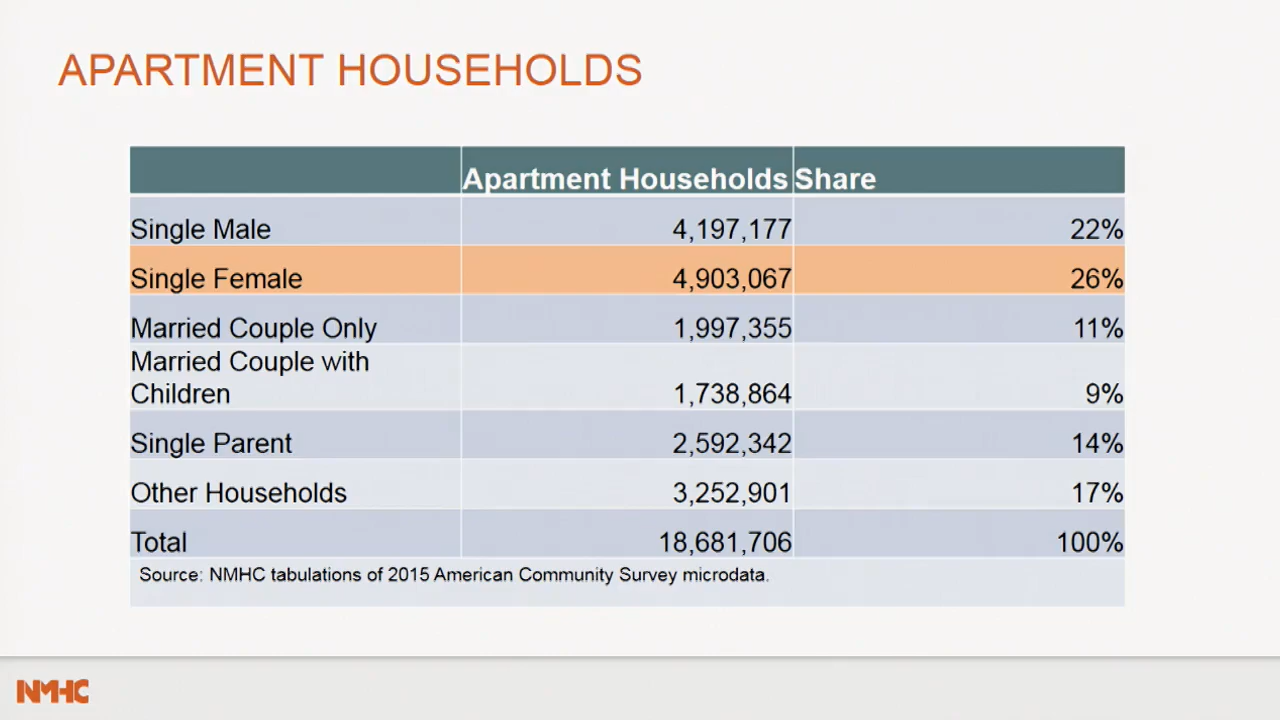 APARTMENT HOUSEHOLDS
Apartment Households Share
Single Male 4,197,177 22%
Single Female 4,903,067 26%
Married Couple Only 1,997,355 11%
Married Couple with
Children 1,738,864 9%
Single Parent 2,592,342 14%
Other Households 3,252,901 17%
Total 18,681,706 100%
Source: NMHC tabulations of 2015 American Community Survey microdata.
NMHC